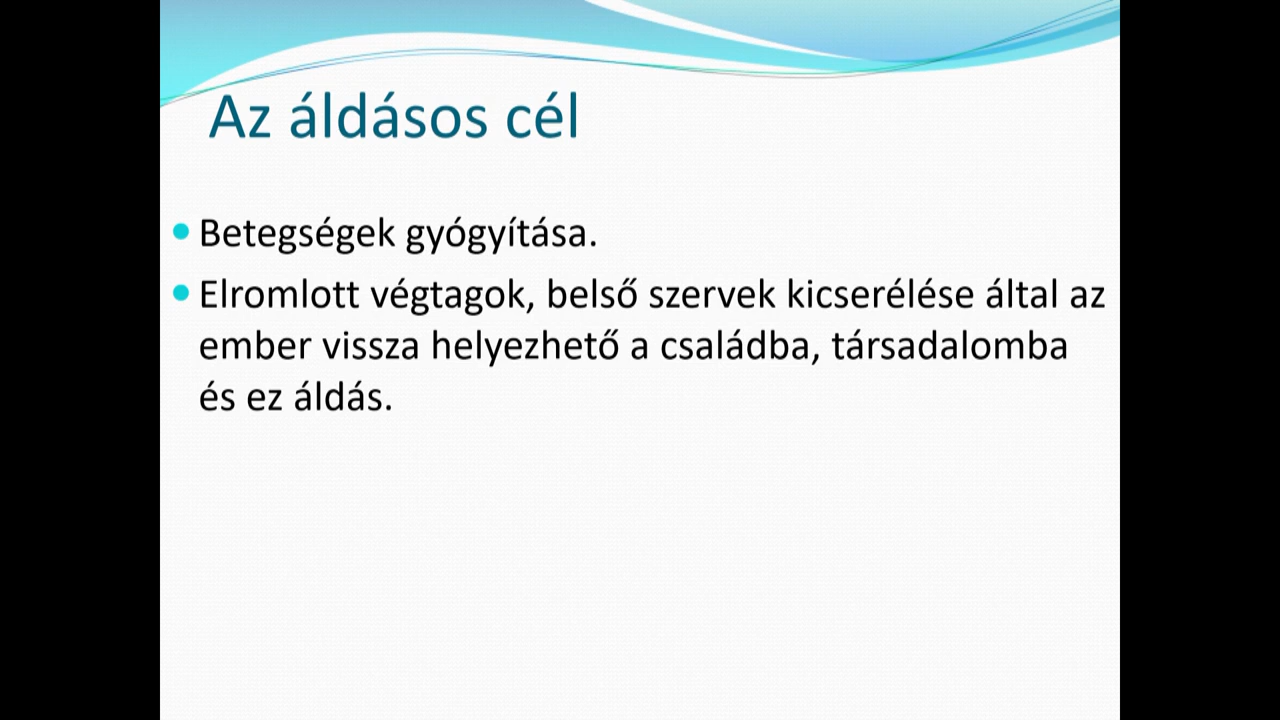 Az áldásos cél
Betegségek gyógyítása.
Elromlott végtagok, belső szervek kicserélése által az
ember vissza helyezhető a családba, társadalomba
és ez áldás.